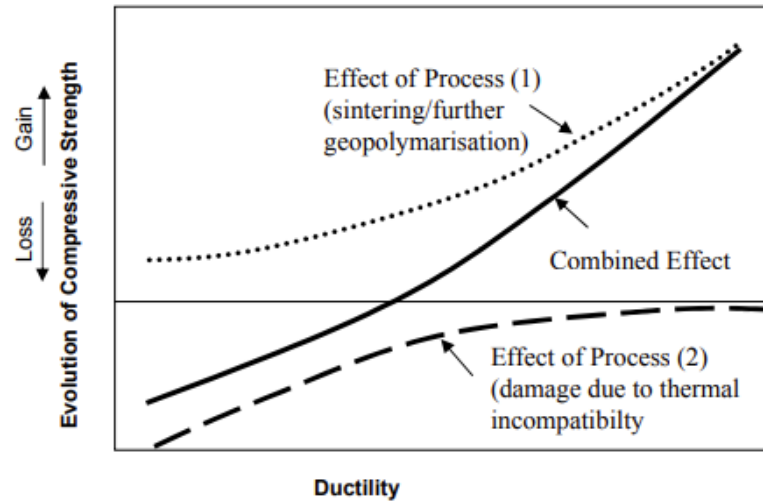 Effect of Process (1)
(sintering/further
geopolymarisation)
Gain
Loss
Evolution of Compressive Strength
Combined Effect
Effect of Process (2)
(damage due to thermal
incompatibilty
Ductility